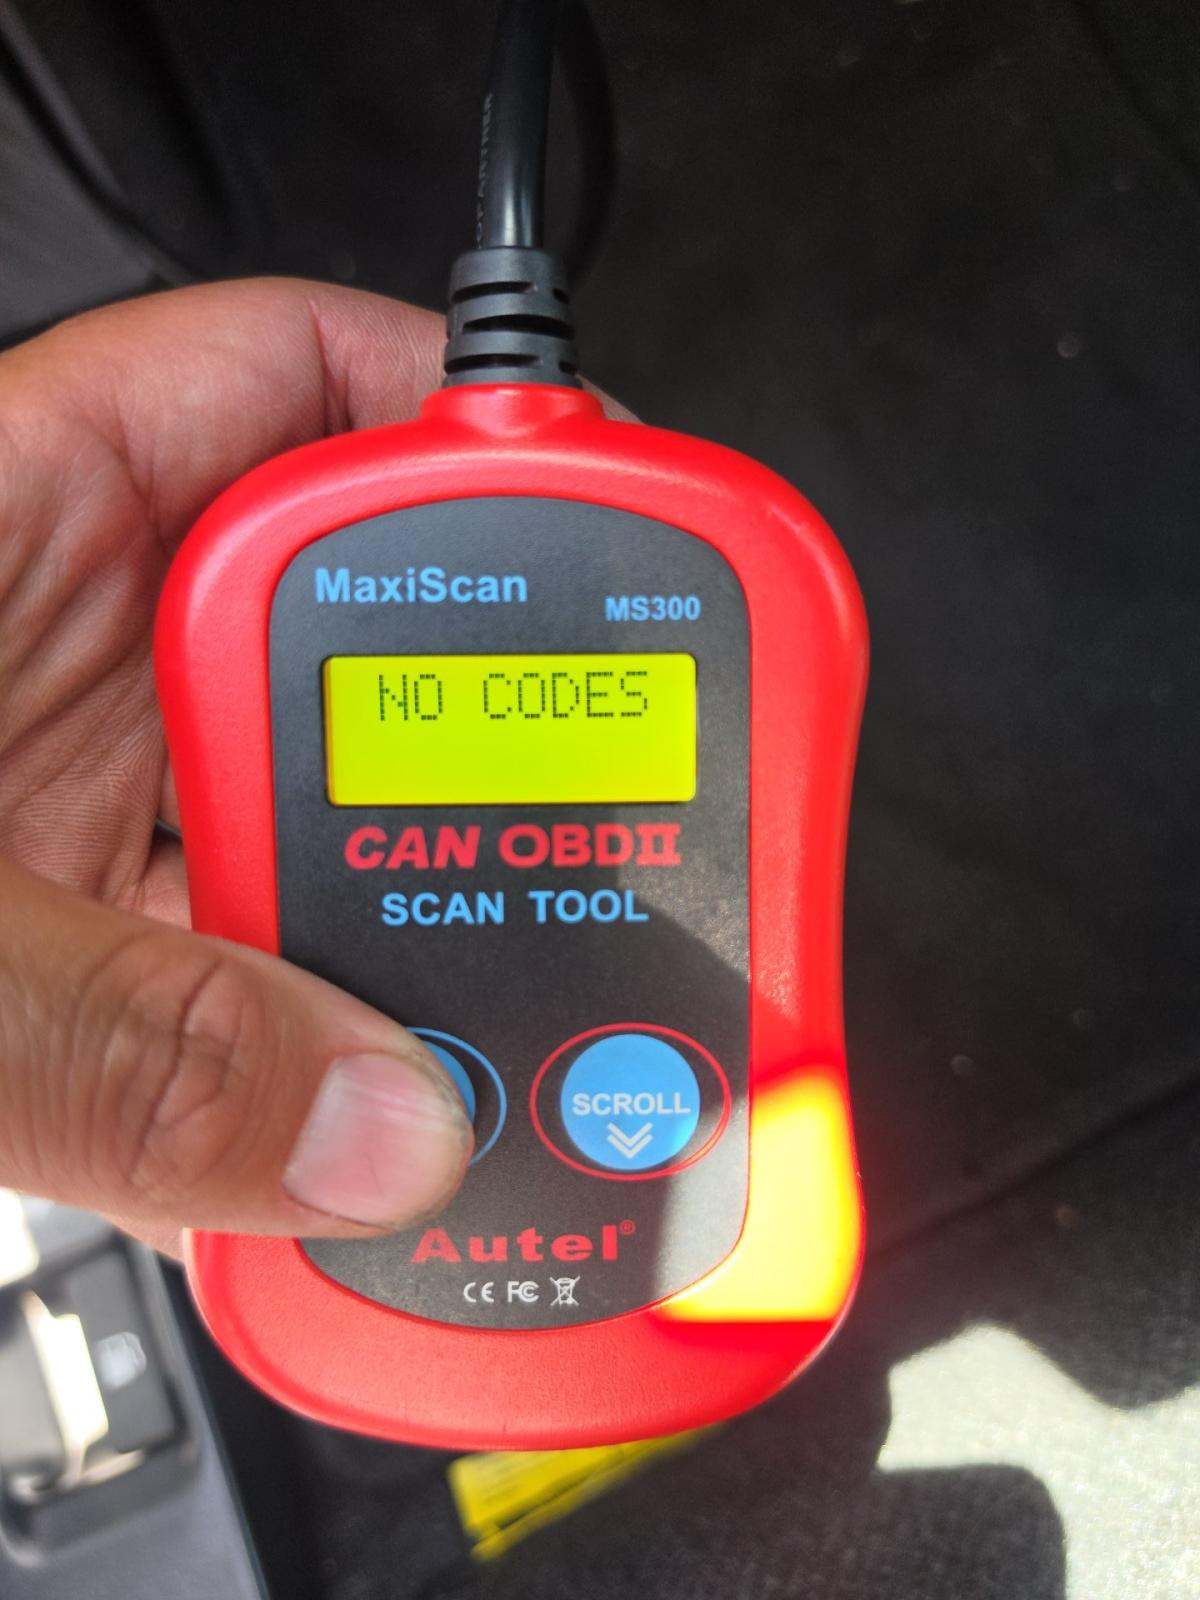 MaxiScan
MS300
NO CODES
CAN OBDII
SCAN TOOL
SCROLL
Autel®
CE FC